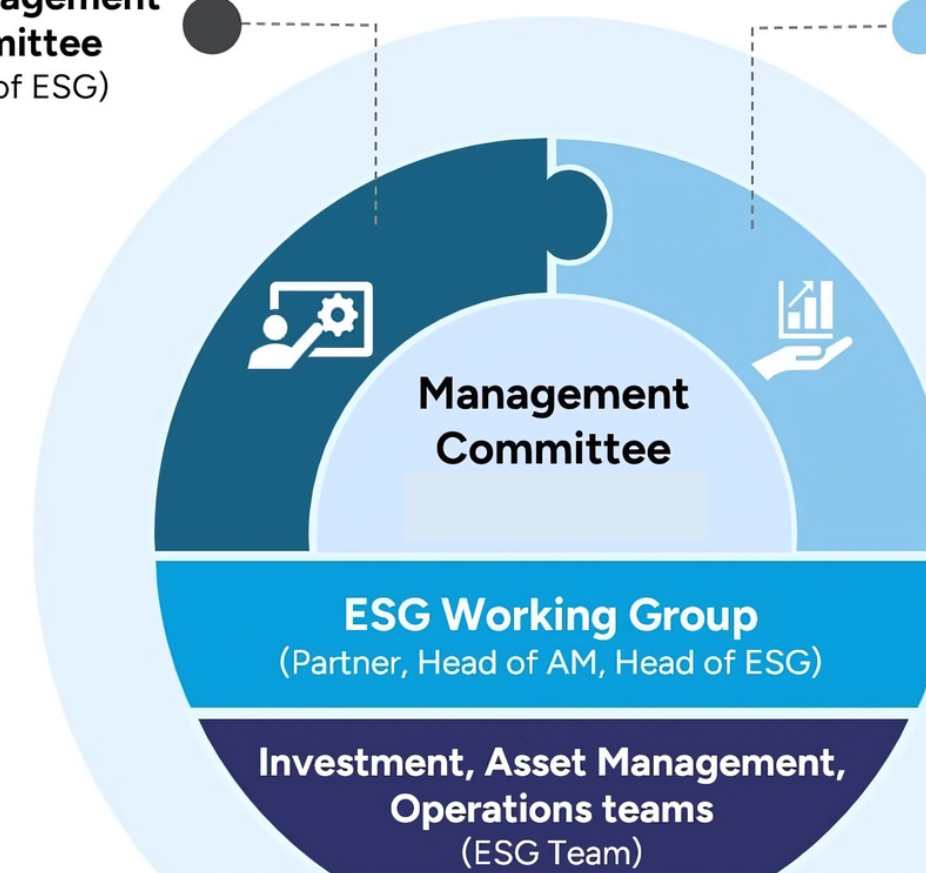 agement
mittee
of ESG)
Management
Committee
ESG Working Group
(Partner, Head of AM, Head of ESG)
Investment, Asset Management,
Operations teams
(ESG Team)